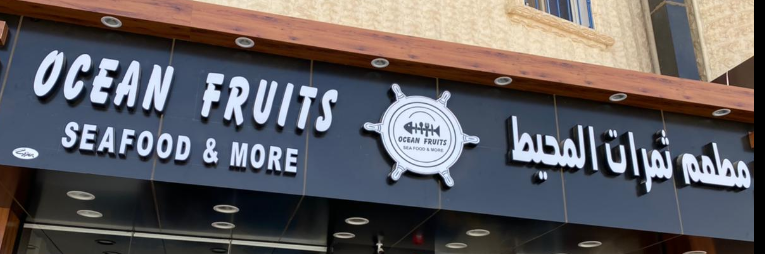 OCEAN FRUITS
SEAFOOD & MORE
OCEAN FRUITS
SEA FOOD & MORE
مطعم ثمرات المحيط